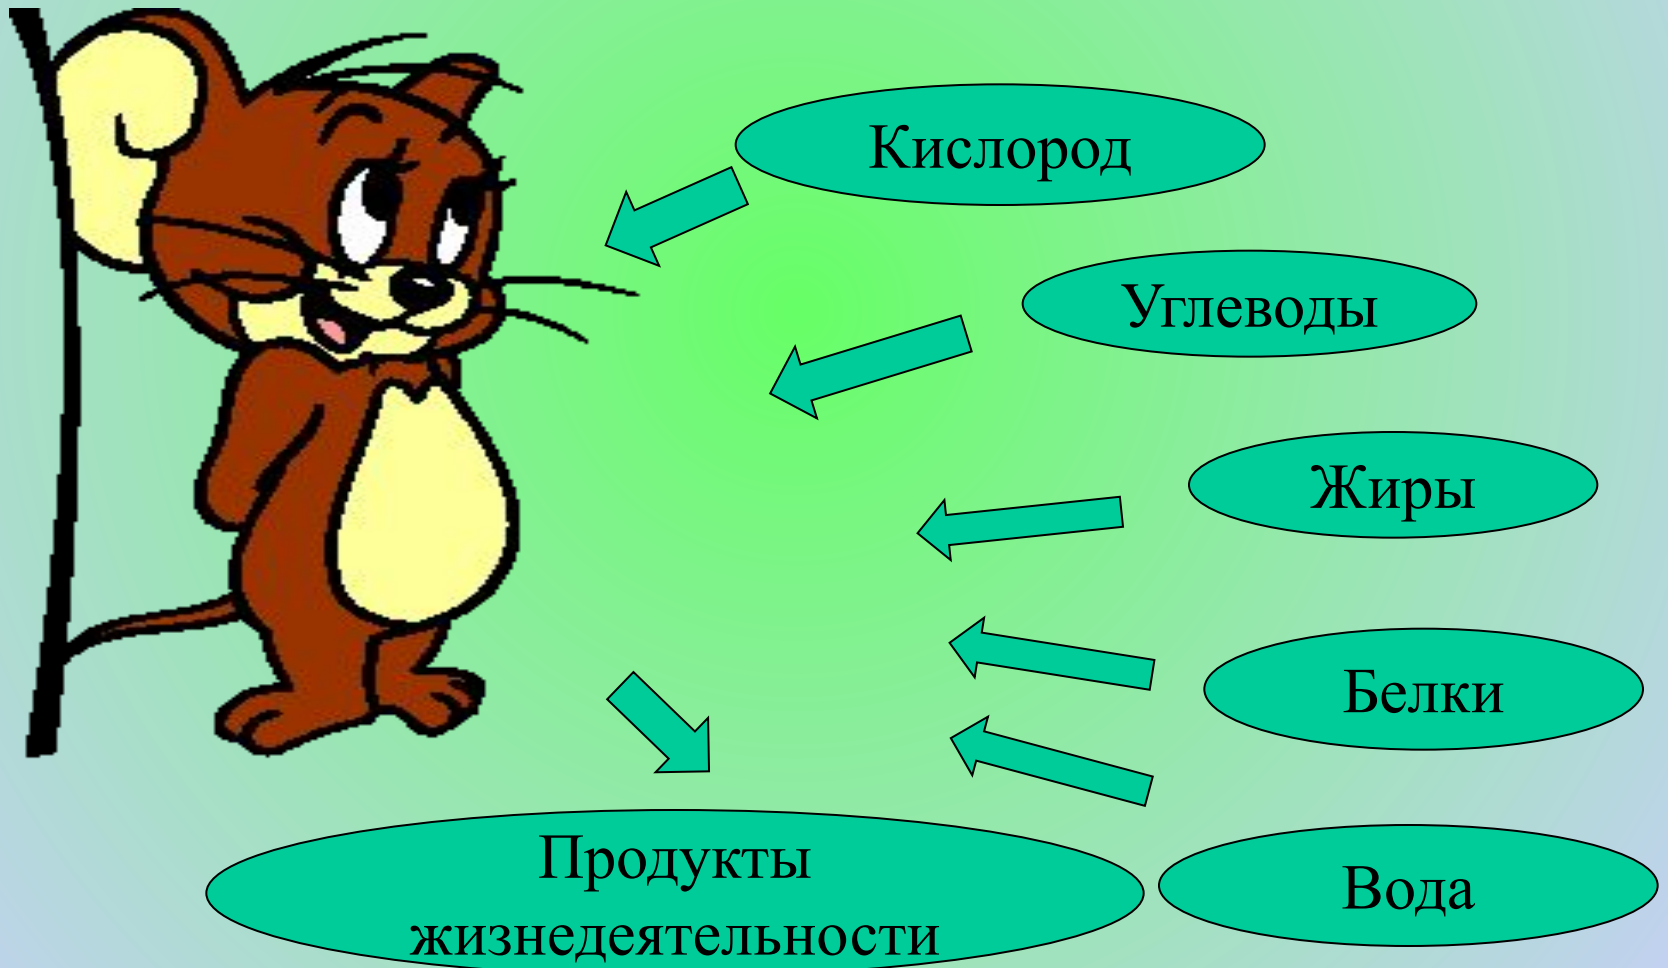 Кислород
Углеводы
Жиры
Белки
Продукты
жизнедеятельности
Вода